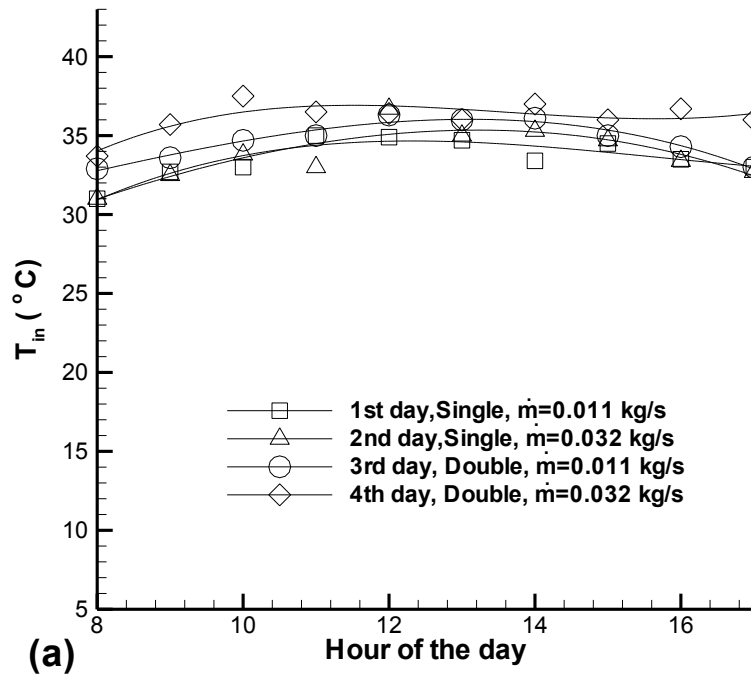 40
35
30
25
20
15
10
5
T_in ( °C)
1st day,Single, ṁ=0.011 kg/s
2nd day,Single, ṁ=0.032 kg/s
3rd day, Double, ṁ=0.011 kg/s
4th day, Double, ṁ=0.032 kg/s
8 10 12 14 16
Hour of the day
(a)